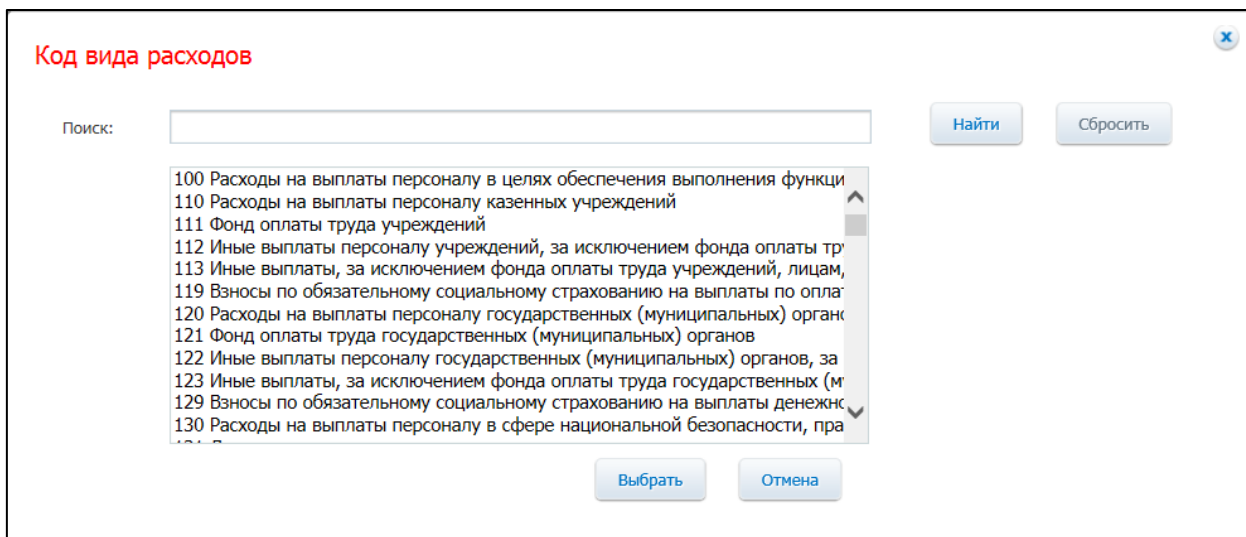 Код вида расходов
Поиск:
Найти
Сбросить
100 Расходы на выплаты персоналу в целях обеспечения выполнения функци
110 Расходы на выплаты персоналу казенных учреждений
111 Фонд оплаты труда учреждений
112 Иные выплаты персоналу учреждений, за исключением фонда оплаты тру
113 Иные выплаты, за исключением фонда оплаты труда учреждений, лицам,
119 Взносы по обязательному социальному страхованию на выплаты по оплат
120 Расходы на выплаты персоналу государственных (муниципальных) орган
121 Фонд оплаты труда государственных (муниципальных) органов
122 Иные выплаты персоналу государственных (муниципальных) органов, за
123 Иные выплаты, за исключением фонда оплаты труда государственных (м
129 Взносы по обязательному социальному страхованию на выплаты денежно
130 Расходы на выплаты персоналу в сфере национальной безопасности, пра
Выбрать
Отмена